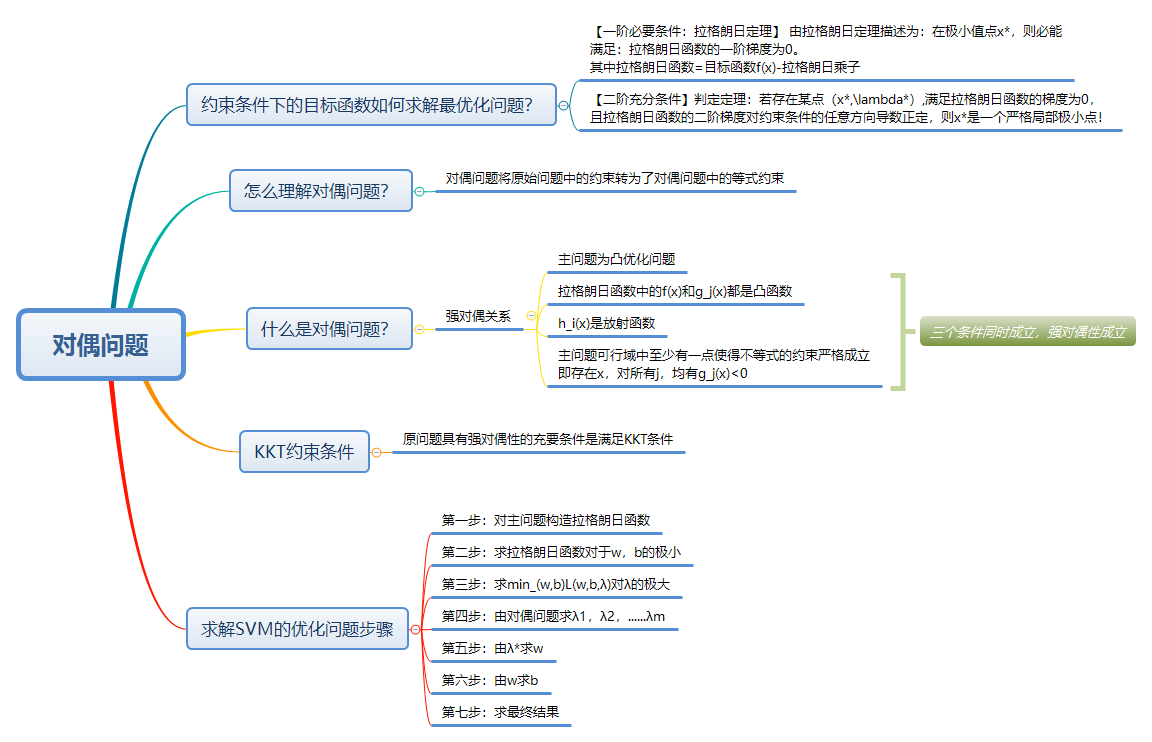 对偶问题
约束条件下的目标函数如何求解最优化问题？
【一阶必要条件：拉格朗日定理】 由拉格朗日定理描述为：在极小值点x*，则必能
满足：拉格朗日函数的一阶梯度为0。
其中拉格朗日函数=目标函数f(x)-拉格朗日乘子
【二阶充分条件】判定定理：若存在某点（x*,\lambda*）,满足拉格朗日函数的梯度为0，
且拉格朗日函数的二阶梯度对约束条件的任意方向导数正定，则x*是一个严格局部极小点！
怎么理解对偶问题？
对偶问题将原始问题中的约束转为了对偶问题中的等式约束
什么是对偶问题？
强对偶关系
主问题为凸优化问题
拉格朗日函数中的f(x)和g_j(x)都是凸函数
h_i(x)是放射函数
主问题可行域中至少有一点使得不等式的约束严格成立
即存在x，对所有j，均有g_j(x)<0
三个条件同时成立，强对偶性成立
KKT约束条件
原问题具有强对偶性的充要条件是满足KKT条件
求解SVM的优化问题步骤
第一步：对主问题构造拉格朗日函数
第二步：求拉格朗日函数对于w，b的极小
第三步：求min_(w,b)L(w,b,λ)对λ的极大
第四步：由对偶问题求λ1，λ2，......λm
第五步：由λ*求w
第六步：由w求b
第七步：求最终结果